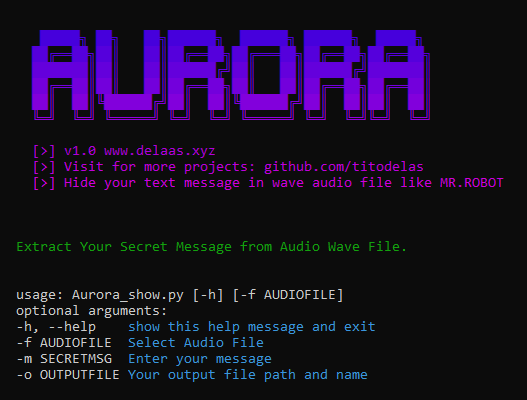 AURORA
[>] v1.0 www.delaas.xyz
[>] Visit for more projects: github.com/titodelas
[>] Hide your text message in wave audio file like MR.ROBOT
Extract Your Secret Message from Audio Wave File.
usage: Aurora_show.py [-h] [-f AUDIOFILE]
optional arguments:
-h, --help    show this help message and exit
-f AUDIOFILE  Select Audio File
-m SECRETMSG  Enter your message
-o OUTPUTFILE Your output file path and name